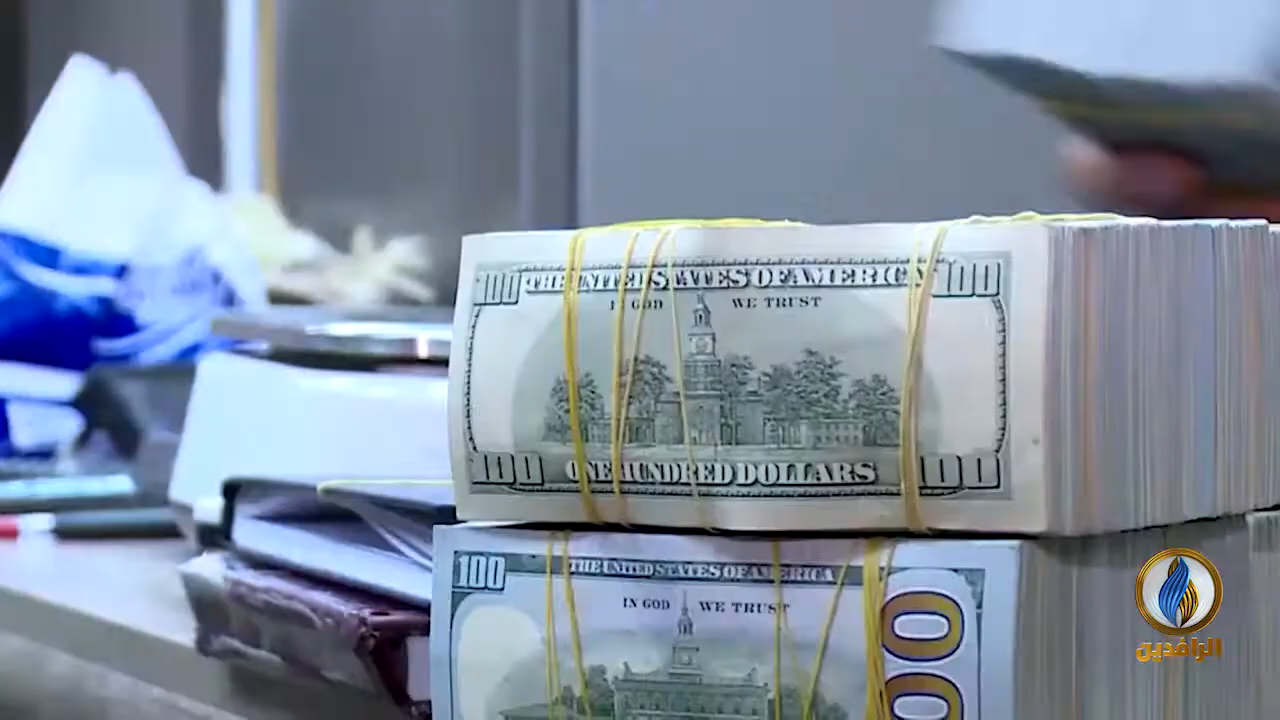 100 THE UNITED STATES OF AMERICA 100
IN GOD WE TRUST
100 ONE HUNDRED DOLLARS 100
100 THE UNITED STATES OF AMERICA
IN GOD WE TRUST
الرافدين